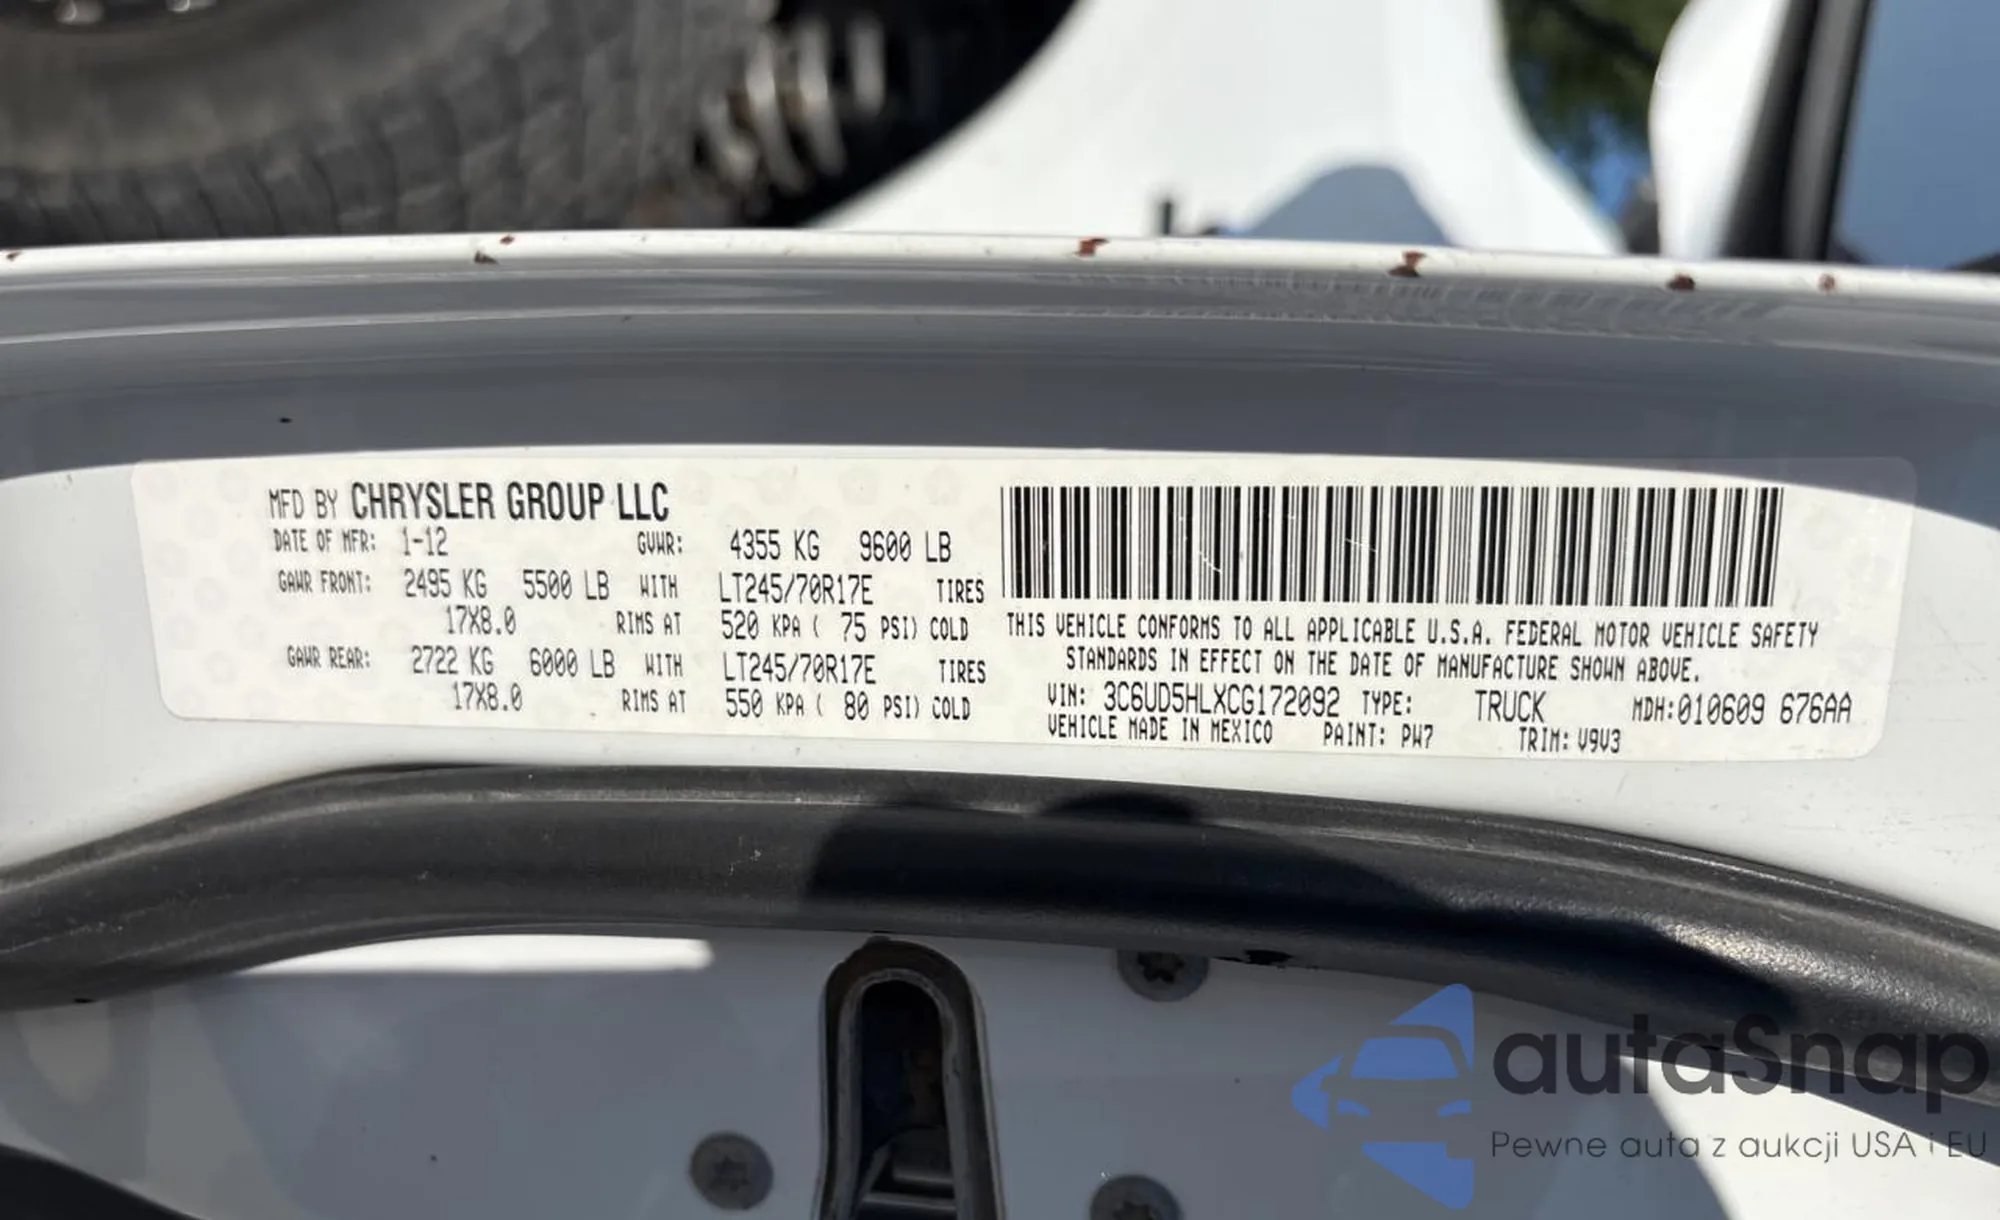 MFD BY CHRYSLER GROUP LLC
DATE OF MFR: 1-12 GVWR: 4355 KG 9600 LB
GAWR FRONT: 2495 KG 5500 LB WITH LT245/70R17E TIRES
17X8.0 RIMS AT 520 KPA ( 75 PSI) COLD
GAWR REAR: 2722 KG 6000 LB WITH LT245/70R17E TIRES
17X8.0 RIMS AT 550 KPA ( 80 PSI) COLD
THIS VEHICLE CONFORMS TO ALL APPLICABLE U.S.A. FEDERAL MOTOR VEHICLE SAFETY
STANDARDS IN EFFECT ON THE DATE OF MANUFACTURE SHOWN ABOVE.
VIN: 3C6UD5HLXCG172092 TYPE: TRUCK MDH:010609 676AA
VEHICLE MADE IN MEXICO PAINT: PW7 TRIM: V9V3
autaSnap
Pewne auta z aukcji USA i EU